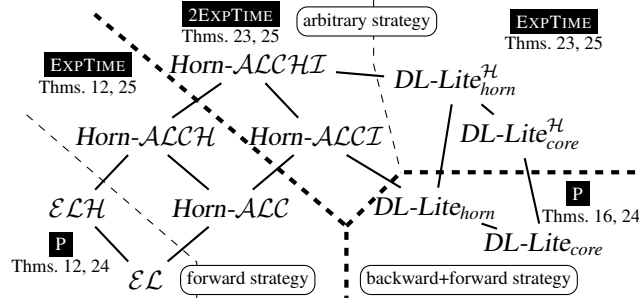 2EXPTIME
Thms. 23, 25
arbitrary strategy
EXPTIME
Thms. 23, 25
EXPTIME
Thms. 12, 25
Horn-𝒜ℒ𝒞ℋℐ
DL-Lite^ℋ_horn
Horn-𝒜ℒ𝒞ℋ
Horn-𝒜ℒ𝒞ℐ
DL-Lite^ℋ_core
ℰℒℋ
Horn-𝒜ℒ𝒞
DL-Lite_horn
P
Thms. 16, 24
P
Thms. 12, 24
DL-Lite_core
ℰℒ
forward strategy
backward+forward strategy